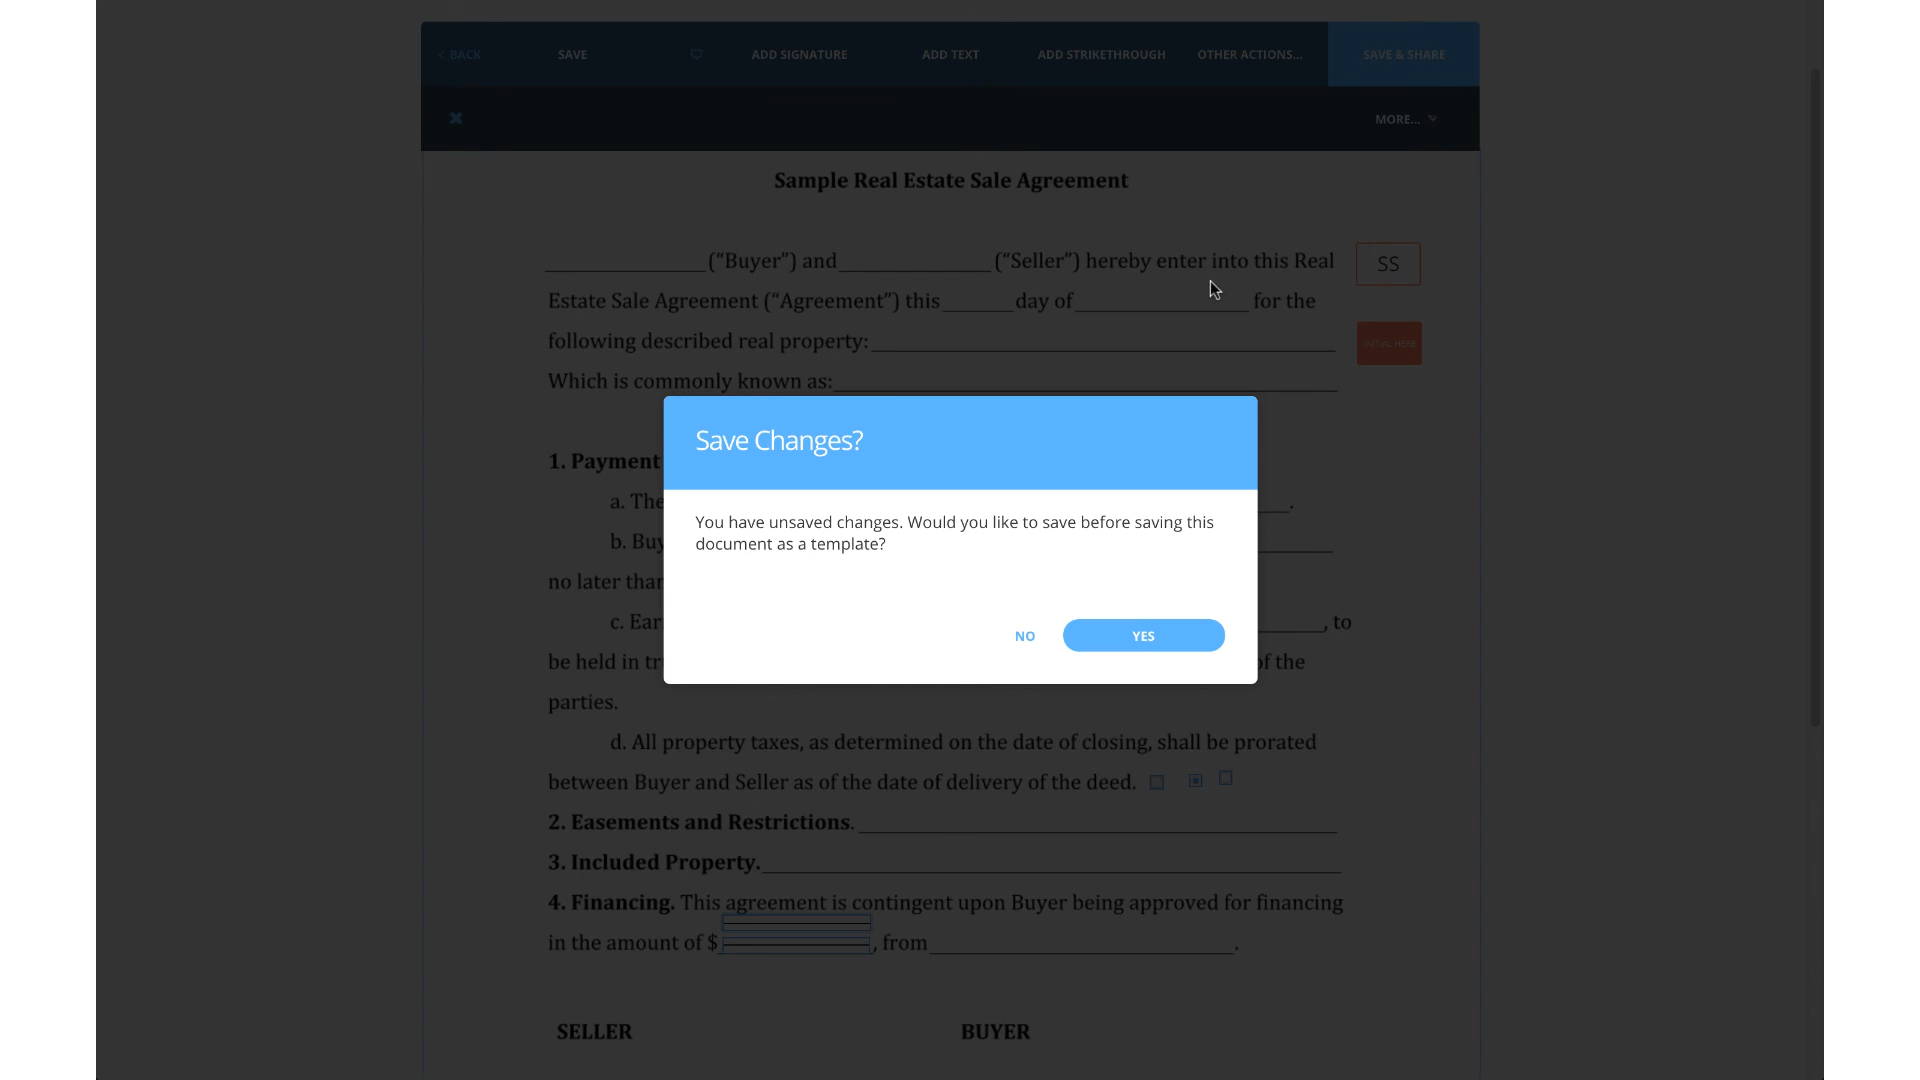 BACK SAVE ADD SIGNATURE ADD TEXT ADD STRIKETHROUGH OTHER ACTIONS... SAVE & SHARE
MORE...
Sample Real Estate Sale Agreement
(“Buyer”) and (“Seller”) hereby enter into this Real
SS
Estate Sale Agreement (“Agreement”) this day of for the
following described real property:
INITIAL HERE
Which is commonly known as:
Save Changes?
1. Payment
a. The
.
You have unsaved changes. Would you like to save before saving this
document as a template?
b. Buy
no later than
c. Ear
, to
NO YES
be held in tr
of the
parties.
d. All property taxes, as determined on the date of closing, shall be prorated
between Buyer and Seller as of the date of delivery of the deed.
2. Easements and Restrictions.
3. Included Property.
4. Financing. This agreement is contingent upon Buyer being approved for financing
in the amount of $ , from .
SELLER BUYER